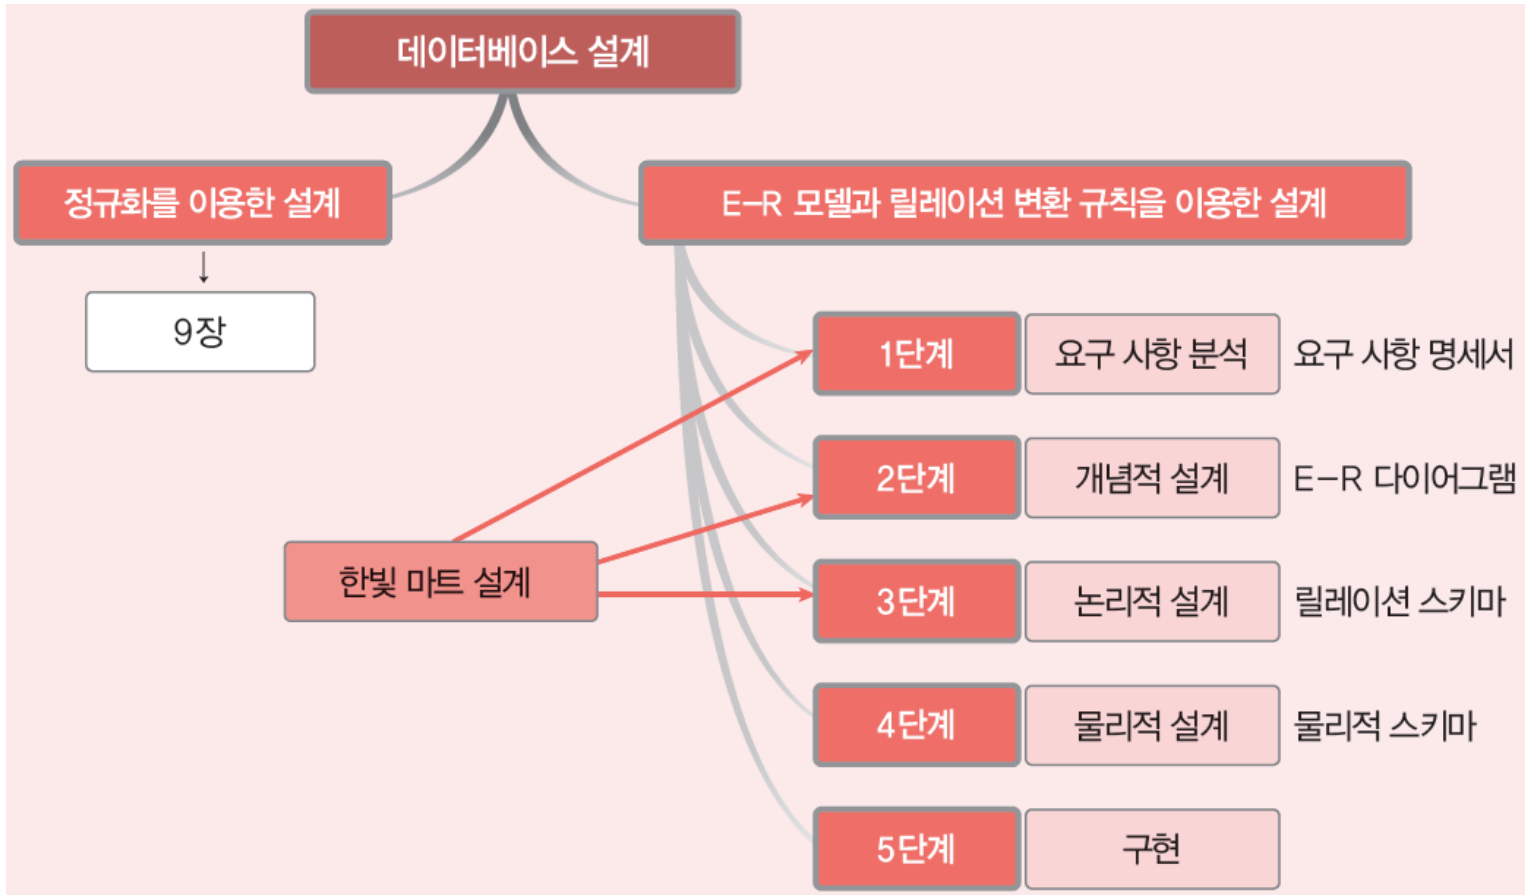 데이터베이스 설계
정규화를 이용한 설계
9장
E-R 모델과 릴레이션 변환 규칙을 이용한 설계
1단계 요구 사항 분석 요구 사항 명세서
2단계 개념적 설계 E-R 다이어그램
한빛 마트 설계
3단계 논리적 설계 릴레이션 스키마
4단계 물리적 설계 물리적 스키마
5단계 구현